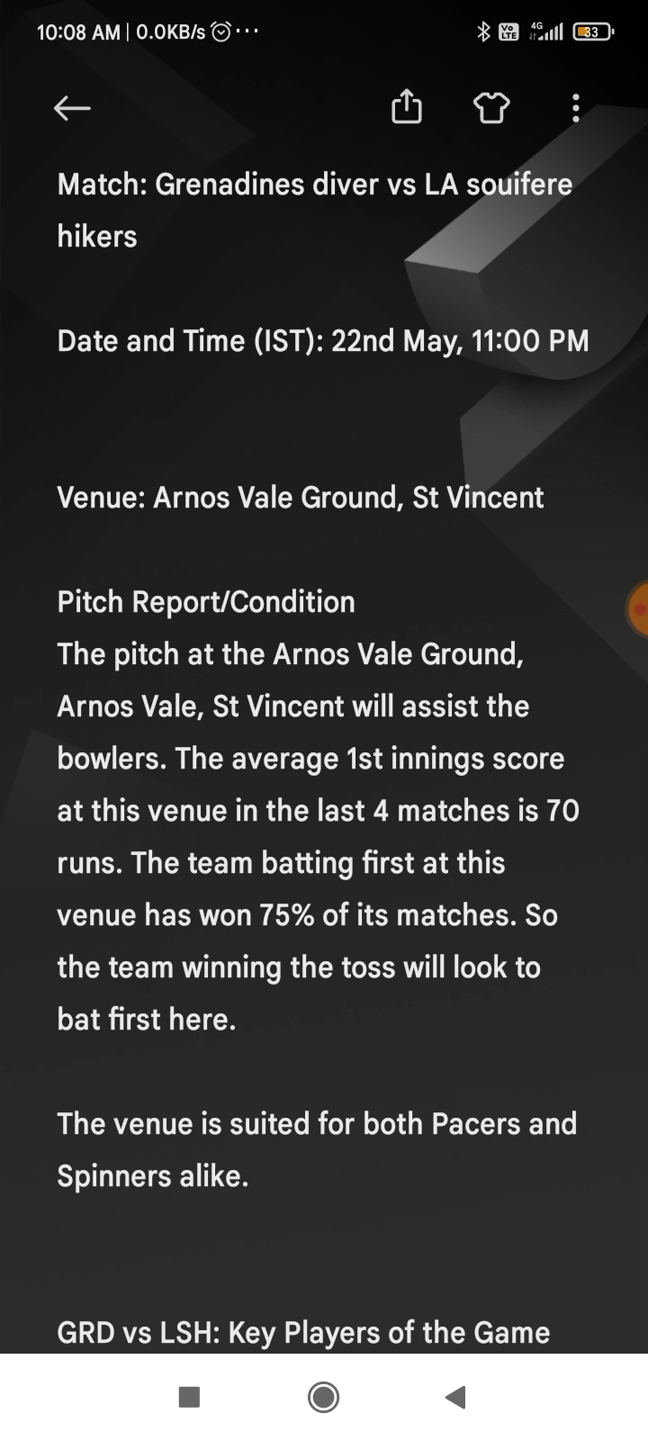 10:08 AM | 0.0KB/s ...
Vo LTE 4G 33
Match: Grenadines diver vs LA souifere
hikers
Date and Time (IST): 22nd May, 11:00 PM
Venue: Arnos Vale Ground, St Vincent
Pitch Report/Condition
The pitch at the Arnos Vale Ground,
Arnos Vale, St Vincent will assist the
bowlers. The average 1st innings score
at this venue in the last 4 matches is 70
runs. The team batting first at this
venue has won 75% of its matches. So
the team winning the toss will look to
bat first here.
The venue is suited for both Pacers and
Spinners alike.
GRD vs LSH: Key Players of the Game